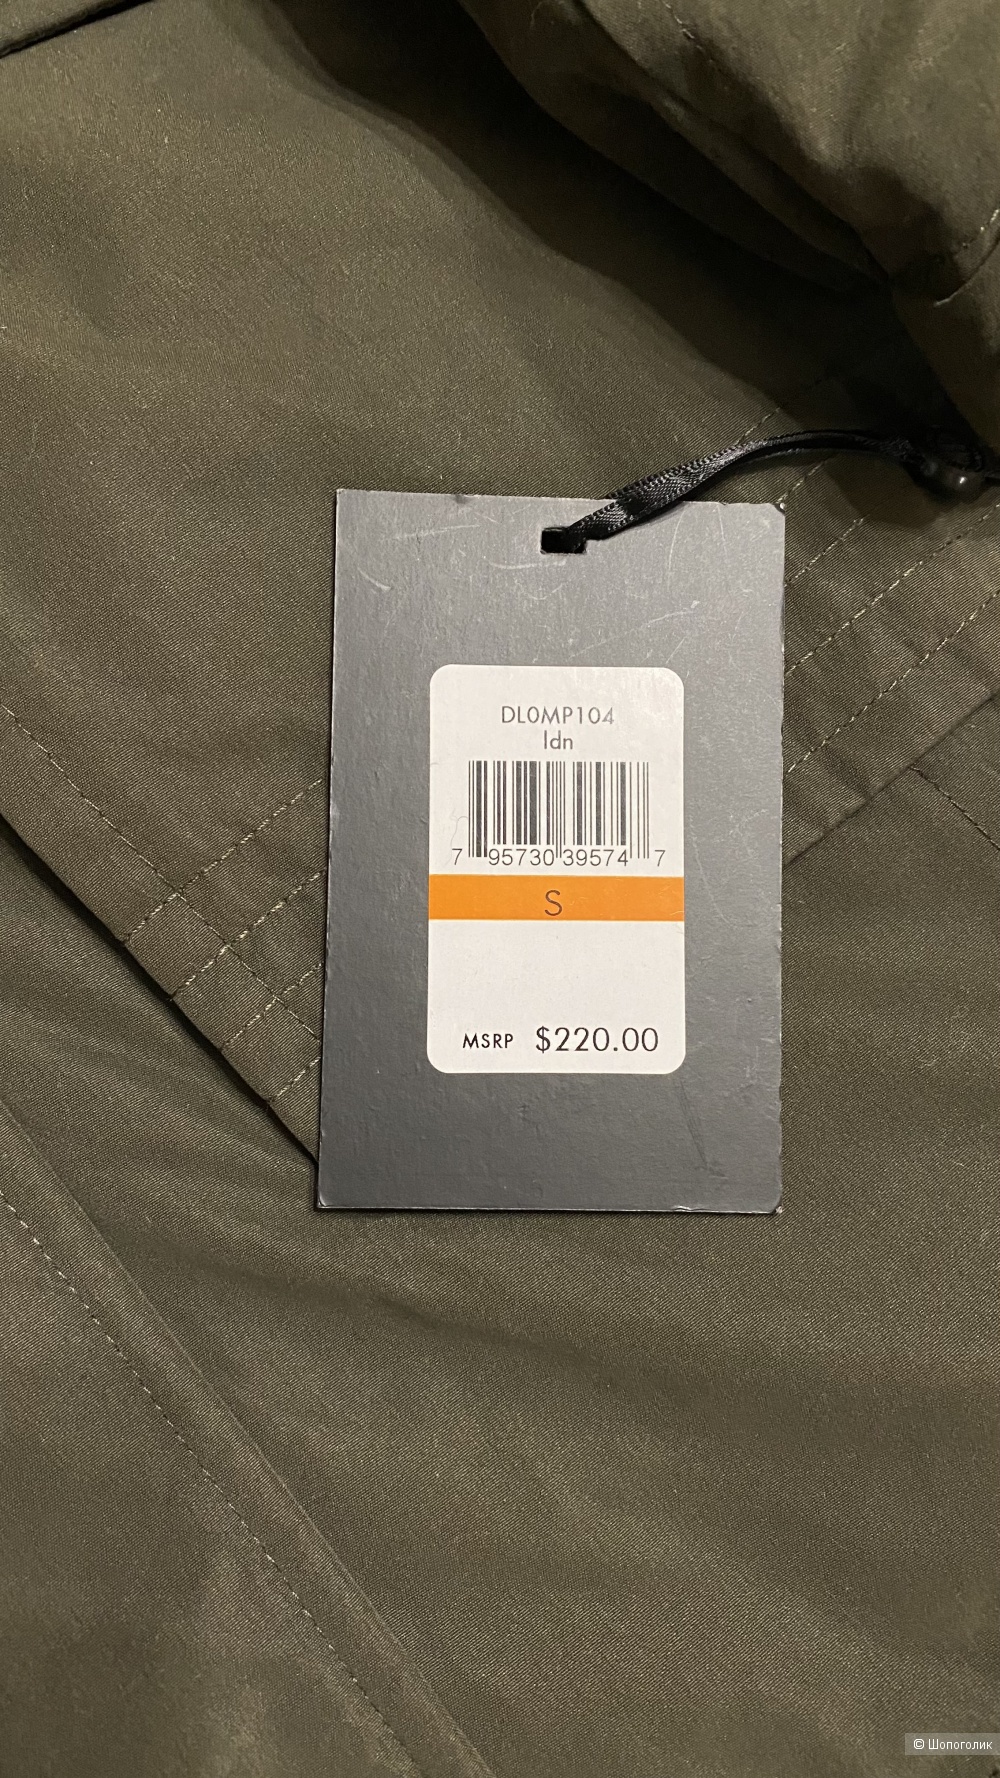 DL0MP104
ldn
7 95730 39574 7
S
MSRP $220.00
© Шопоголик